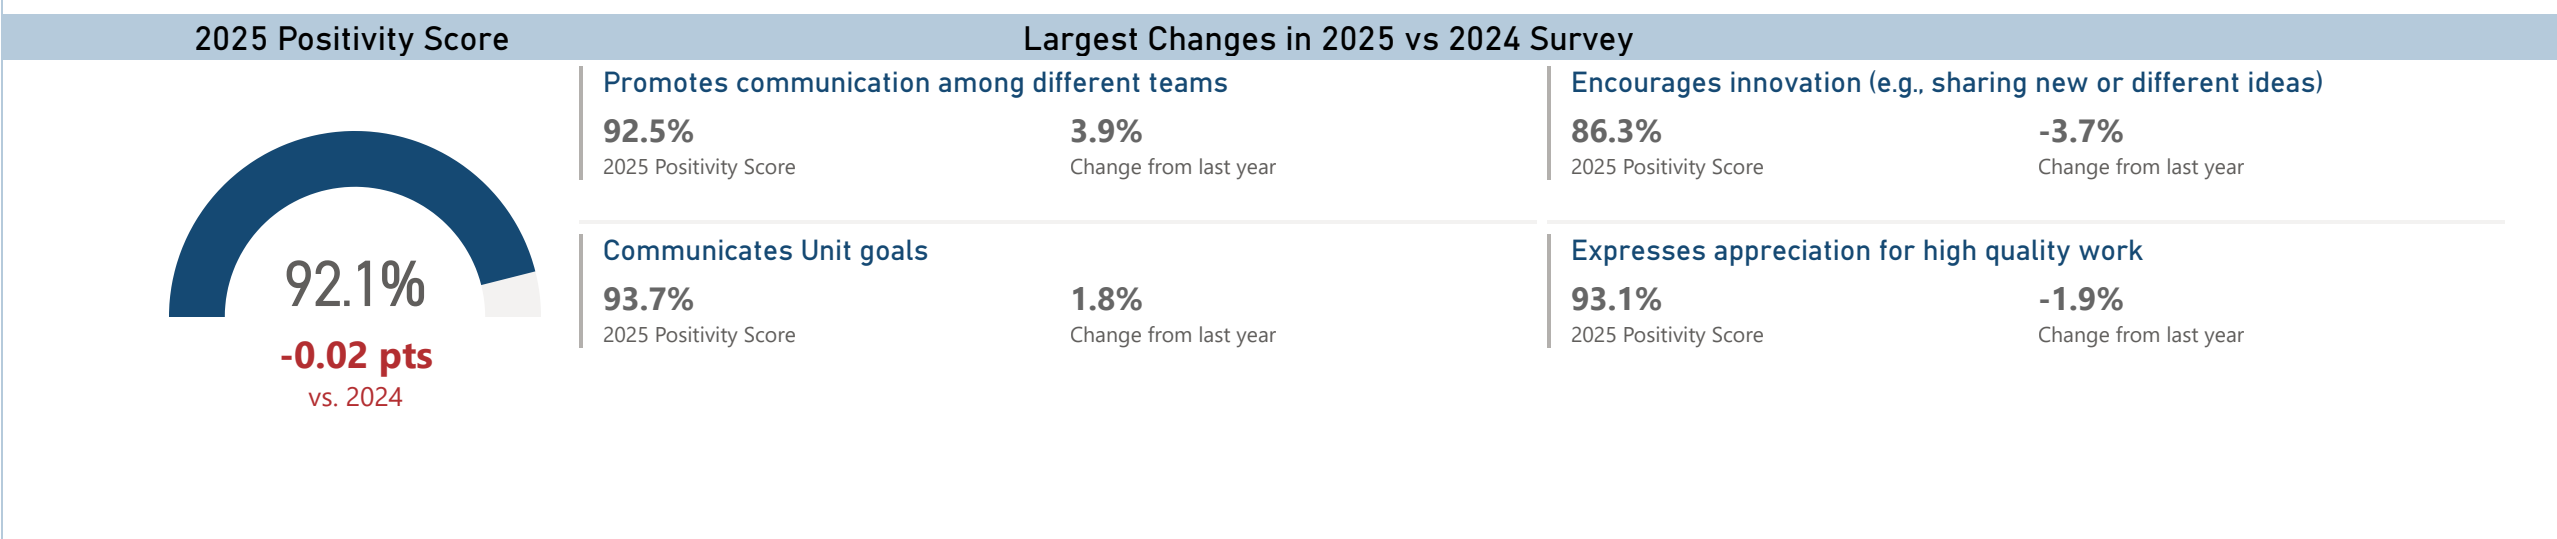 2025 Positivity Score
92.1%
-0.02 pts
vs. 2024
Largest Changes in 2025 vs 2024 Survey
Promotes communication among different teams
92.5%
2025 Positivity Score
3.9%
Change from last year
Encourages innovation (e.g., sharing new or different ideas)
86.3%
2025 Positivity Score
-3.7%
Change from last year
Communicates Unit goals
93.7%
2025 Positivity Score
1.8%
Change from last year
Expresses appreciation for high quality work
93.1%
2025 Positivity Score
-1.9%
Change from last year